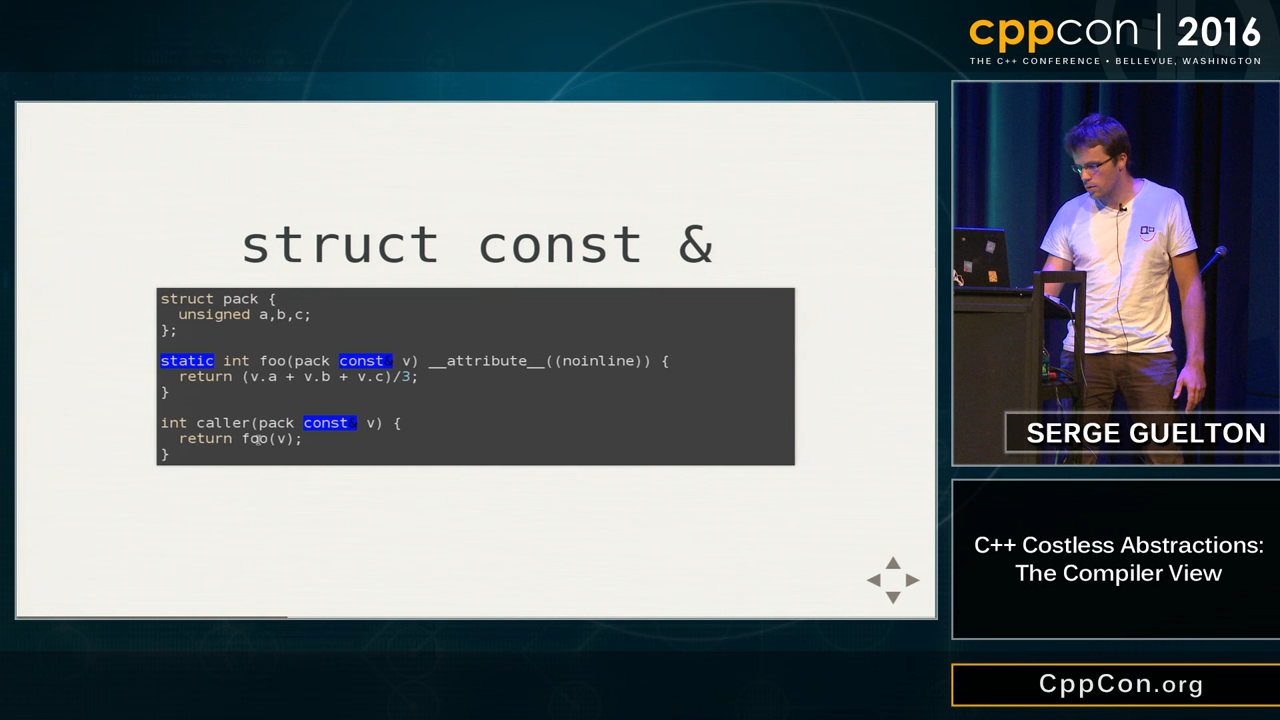 cppcon | 2016
THE C++ CONFERENCE • BELLEVUE, WASHINGTON
struct const &
struct pack {
  unsigned a,b,c;
};
static int foo(pack const& v) __attribute__((noinline)) {
  return (v.a + v.b + v.c)/3;
}
int caller(pack const& v) {
  return foo(v);
}
SERGE GUELTON
C++ Costless Abstractions:
The Compiler View
CppCon.org